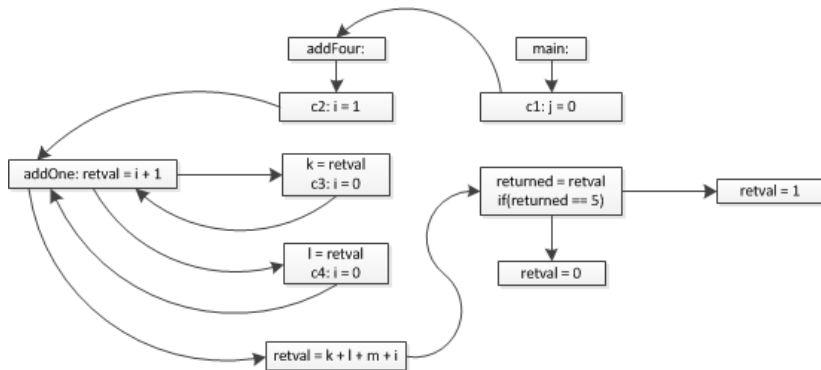 addFour:
main:
c2: i = 1
c1: j = 0
addOne: retval = i + 1
k = retval
c3: i = 0
returned = retval
if(returned == 5)
retval = 1
l = retval
c4: i = 0
retval = 0
retval = k + l + m + i